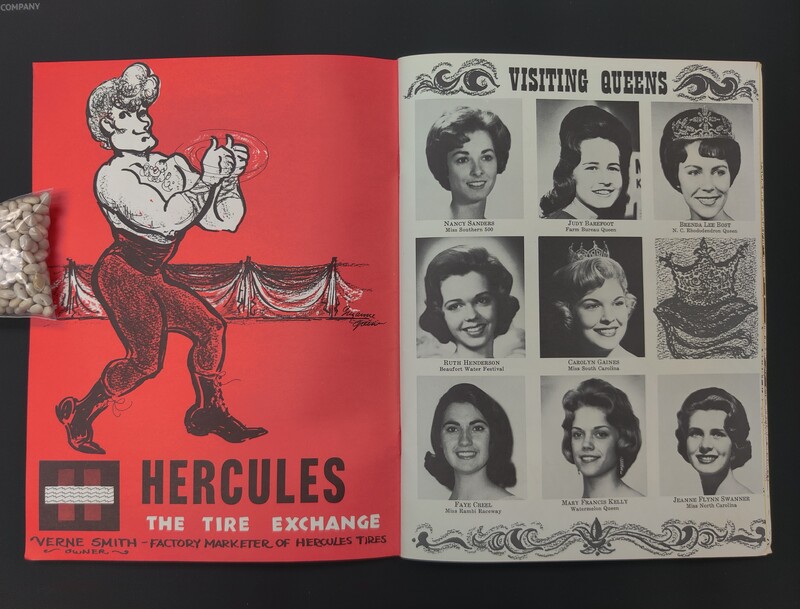 COMPANY
HERCULES
THE TIRE EXCHANGE
VERNE SMITH - FACTORY MARKETER OF HERCULES TIRES
OWNER
VISITING QUEENS
NANCY SANDERS
Miss Southern 500
JUDY BAREFOOT
Farm Bureau Queen
BRENDA LEE BOST
N. C. Rhododendron Queen
RUTH HENDERSON
Beaufort Water Festival
CAROLYN GAINES
Miss South Carolina
FAYE CREEL
Miss Rambi Raceway
MARY FRANCIS KELLY
Watermelon Queen
JEANNE FLYNN SWANNER
Miss North Carolina